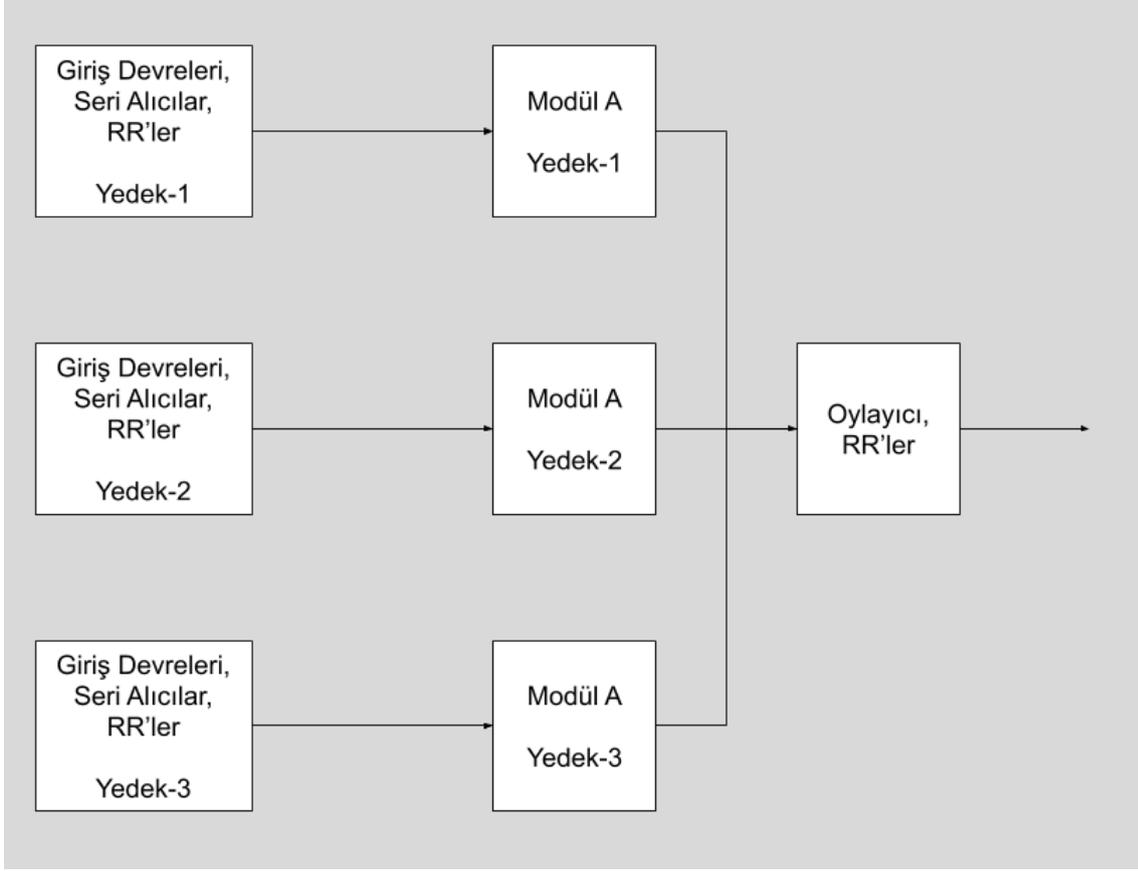 Giriş Devreleri,
Seri Alıcılar,
RR’ler
Yedek-1
Modül A
Yedek-1
Giriş Devreleri,
Seri Alıcılar,
RR’ler
Yedek-2
Modül A
Yedek-2
Oylayıcı,
RR’ler
Giriş Devreleri,
Seri Alıcılar,
RR’ler
Yedek-3
Modül A
Yedek-3